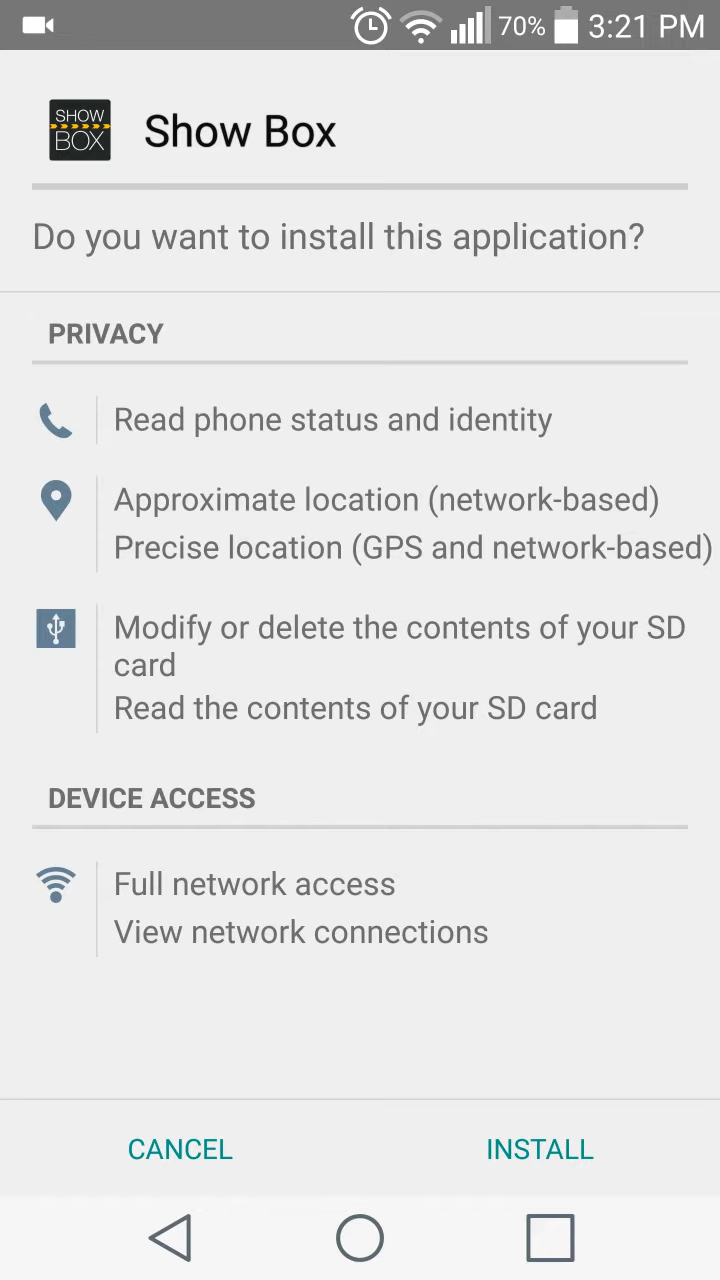 70% 3:21 PM
SHOW
BOX
Show Box
Do you want to install this application?
PRIVACY
Read phone status and identity
Approximate location (network-based)
Precise location (GPS and network-based)
Modify or delete the contents of your SD
card
Read the contents of your SD card
DEVICE ACCESS
Full network access
View network connections
CANCEL INSTALL